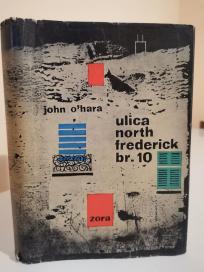 john o'hara
ulica
north
frederick
br. 10
zora